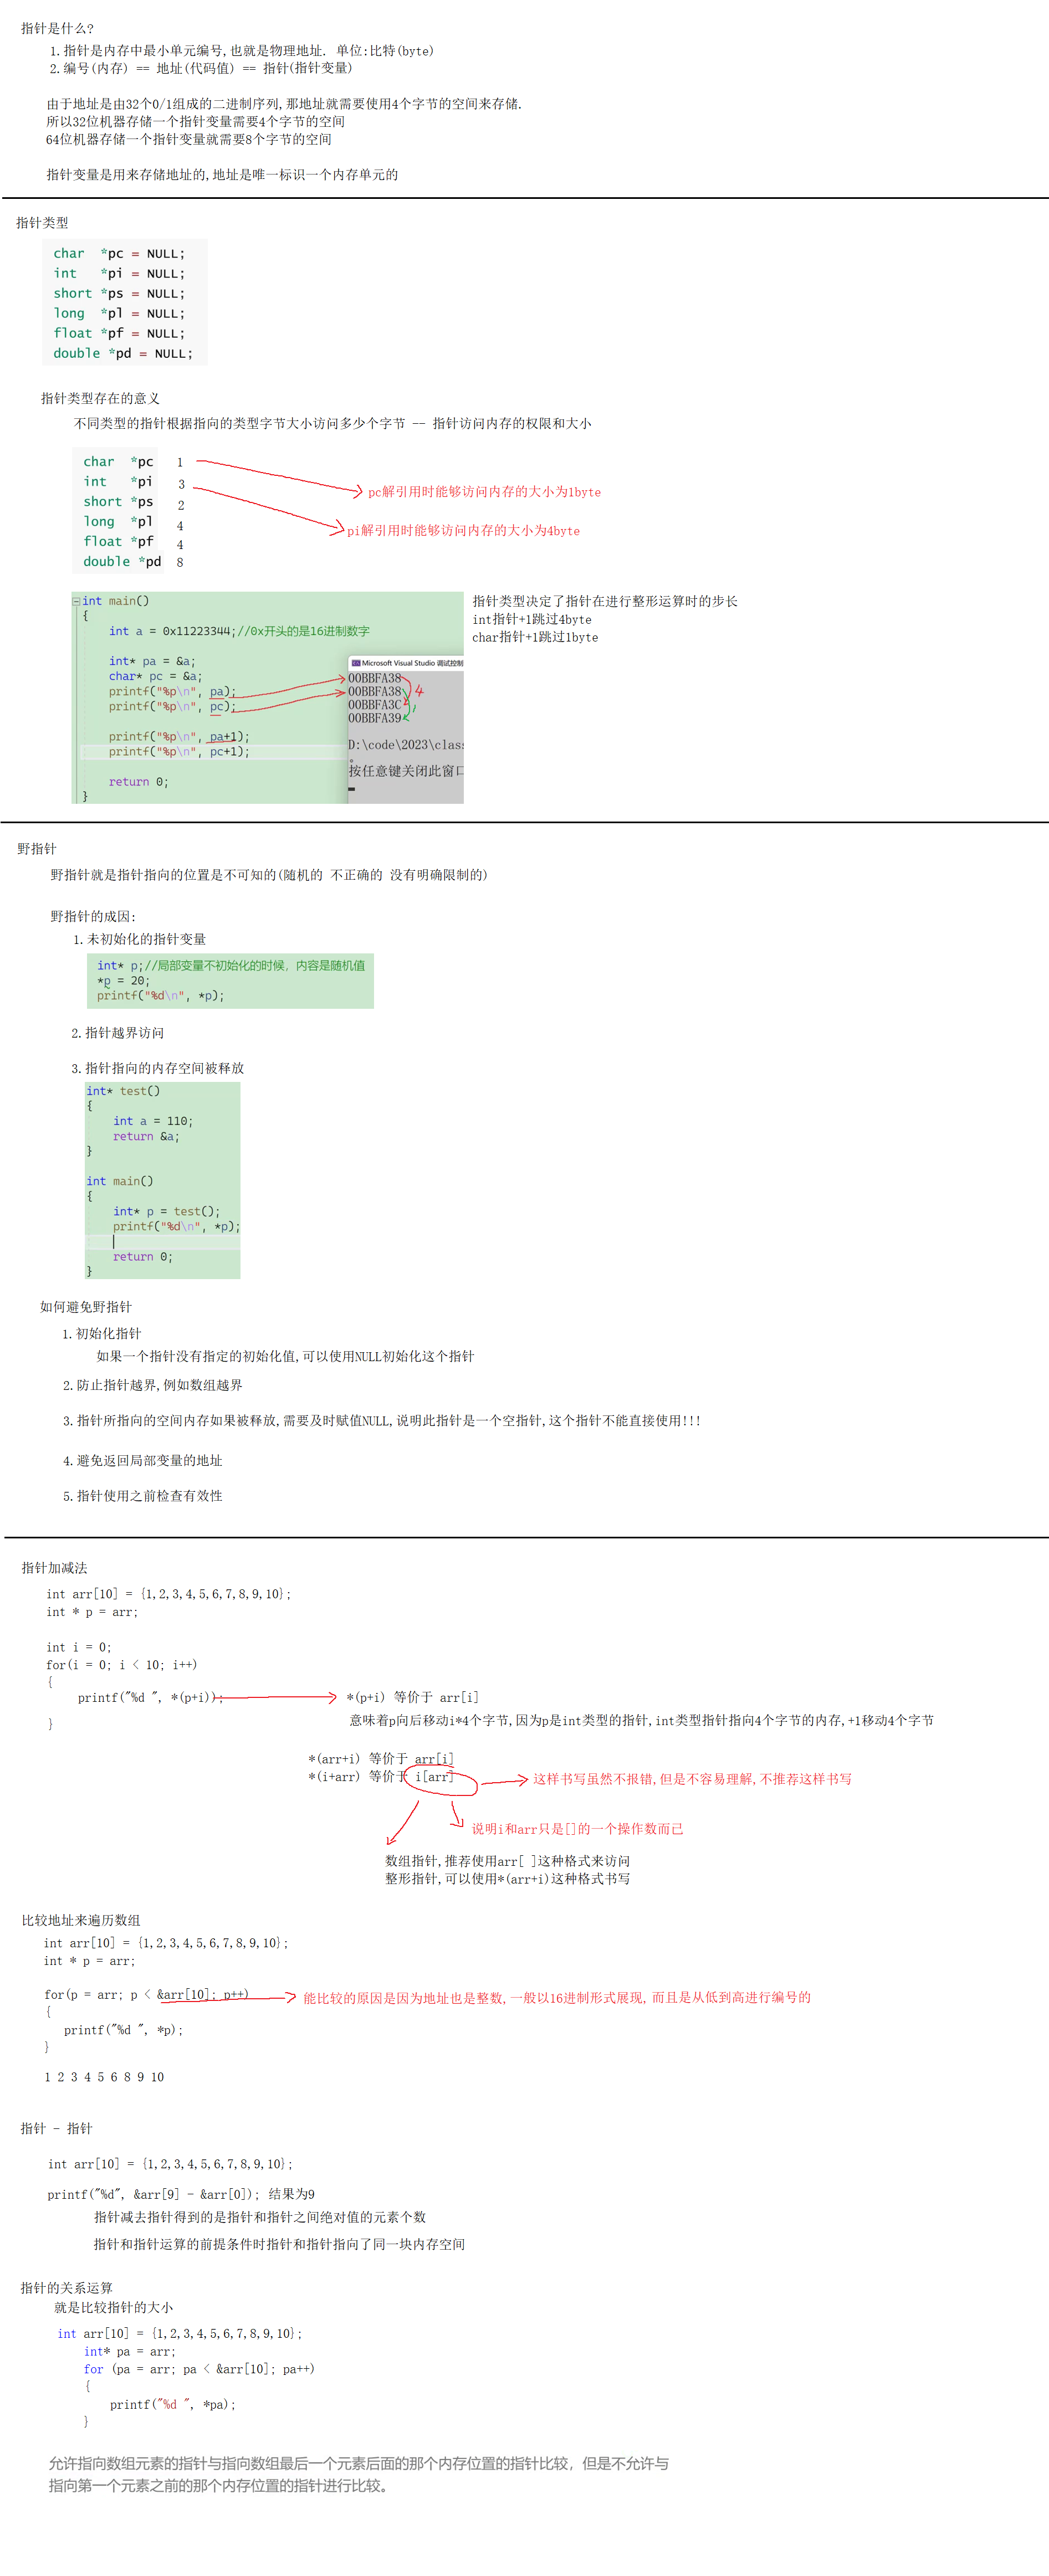 指针是什么?
1.指针是内存中最小单元编号,也就是物理地址. 单位:比特(byte)
2.编号(内存) == 地址(代码值) == 指针(指针变量)
由于地址是由32个0/1组成的二进制序列,那地址就需要使用4个字节的空间来存储.
所以32位机器存储一个指针变量需要4个字节的空间
64位机器存储一个指针变量就需要8个字节的空间
指针变量是用来存储地址的,地址是唯一标识一个内存单元的
指针类型
char  *pc = NULL;
int   *pi = NULL;
short *ps = NULL;
long  *pl = NULL;
float *pf = NULL;
double *pd = NULL;
指针类型存在的意义
不同类型的指针根据指向的类型字节大小访问多少个字节 -- 指针访问内存的权限和大小
char  *pc 1
int   *pi 3
short *ps 2
long  *pl 4
float *pf 4
double *pd 8
pc解引用时能够访问内存的大小为1byte
pi解引用时能够访问内存的大小为4byte
int main()
{
int a = 0x11223344;//0x开头的是16进制数字
int* pa = &a;
char* pc = &a;
printf("%p\n", pa);
printf("%p\n", pc);
printf("%p\n", pa+1);
printf("%p\n", pc+1);
return 0;
}
Microsoft Visual Studio 调试控制
00BBFA38
00BBFA38
00BBFA3C
00BBFA39
4
1
D:\code\2023\class
。
按任意键关闭此窗口
指针类型决定了指针在进行整形运算时的步长
int指针+1跳过4byte
char指针+1跳过1byte
野指针
野指针就是指针指向的位置是不可知的(随机的 不正确的 没有明确限制的)
野指针的成因:
1.未初始化的指针变量
int* p;//局部变量不初始化的时候，内容是随机值
*p = 20;
printf("%d\n", *p);
2.指针越界访问
3.指针指向的内存空间被释放
int* test()
{
int a = 110;
return &a;
}
int main()
{
int* p = test();
printf("%d\n", *p);
return 0;
}
如何避免野指针
1.初始化指针
如果一个指针没有指定的初始化值,可以使用NULL初始化这个指针
2.防止指针越界,例如数组越界
3.指针所指向的空间内存如果被释放,需要及时赋值NULL,说明此指针是一个空指针,这个指针不能直接使用!!!
4.避免返回局部变量的地址
5.指针使用之前检查有效性
指针加减法
int arr[10] = {1,2,3,4,5,6,7,8,9,10};
int * p = arr;
int i = 0;
for(i = 0; i < 10; i++)
{
printf("%d ", *(p+i));
}
*(p+i) 等价于 arr[i]
意味着p向后移动i*4个字节,因为p是int类型的指针,int类型指针指向4个字节的内存,+1移动4个字节
*(arr+i) 等价于 arr[i]
*(i+arr) 等价于 i[arr]
这样书写虽然不报错,但是不容易理解,不推荐这样书写
说明i和arr只是[]的一个操作数而已
数组指针,推荐使用arr[ ]这种格式来访问
整形指针,可以使用*(arr+i)这种格式书写
比较地址来遍历数组
int arr[10] = {1,2,3,4,5,6,7,8,9,10};
int * p = arr;
for(p = arr; p < &arr[10]; p++)
{
printf("%d ", *p);
}
能比较的原因是因为地址也是整数,一般以16进制形式展现,而且是从低到高进行编号的
1 2 3 4 5 6 8 9 10
指针 - 指针
int arr[10] = {1,2,3,4,5,6,7,8,9,10};
printf("%d", &arr[9] - &arr[0]); 结果为9
指针减去指针得到的是指针和指针之间绝对值的元素个数
指针和指针运算的前提条件时指针和指针指向了同一块内存空间
指针的关系运算
就是比较指针的大小
int arr[10] = {1,2,3,4,5,6,7,8,9,10};
int* pa = arr;
for (pa = arr; pa < &arr[10]; pa++)
{
printf("%d ", *pa);
}
允许指向数组元素的指针与指向数组最后一个元素后面的那个内存位置的指针比较，但是不允许与
指向第一个元素之前的那个内存位置的指针进行比较。